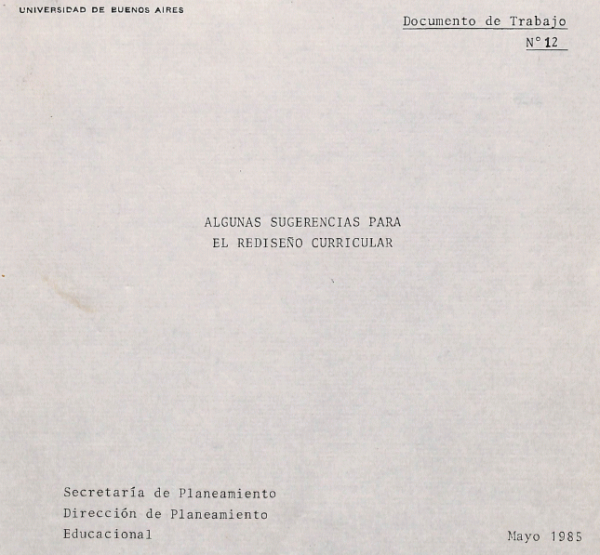 UNIVERSIDAD DE BUENOS AIRES
Documento de Trabajo
N° 12
ALGUNAS SUGERENCIAS PARA
EL REDISEÑO CURRICULAR
Secretaría de Planeamiento
Dirección de Planeamiento
Educacional
Mayo 1985